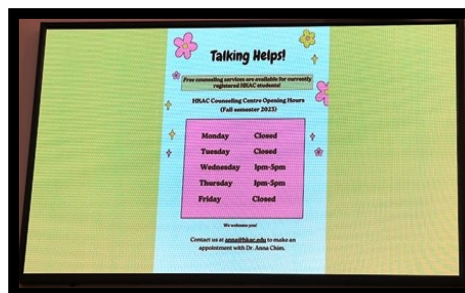 Talking Helps!
Free counseling services are available for currently
registered HKAC students!
HKAC Counseling Centre Opening Hours
(Fall semester 2023)
Monday Closed
Tuesday Closed
Wednesday 1pm-5pm
Thursday 1pm-5pm
Friday Closed
We welcome you!
Contact us at anna@hkac.edu to make an
appointment with Dr. Anna Chim.